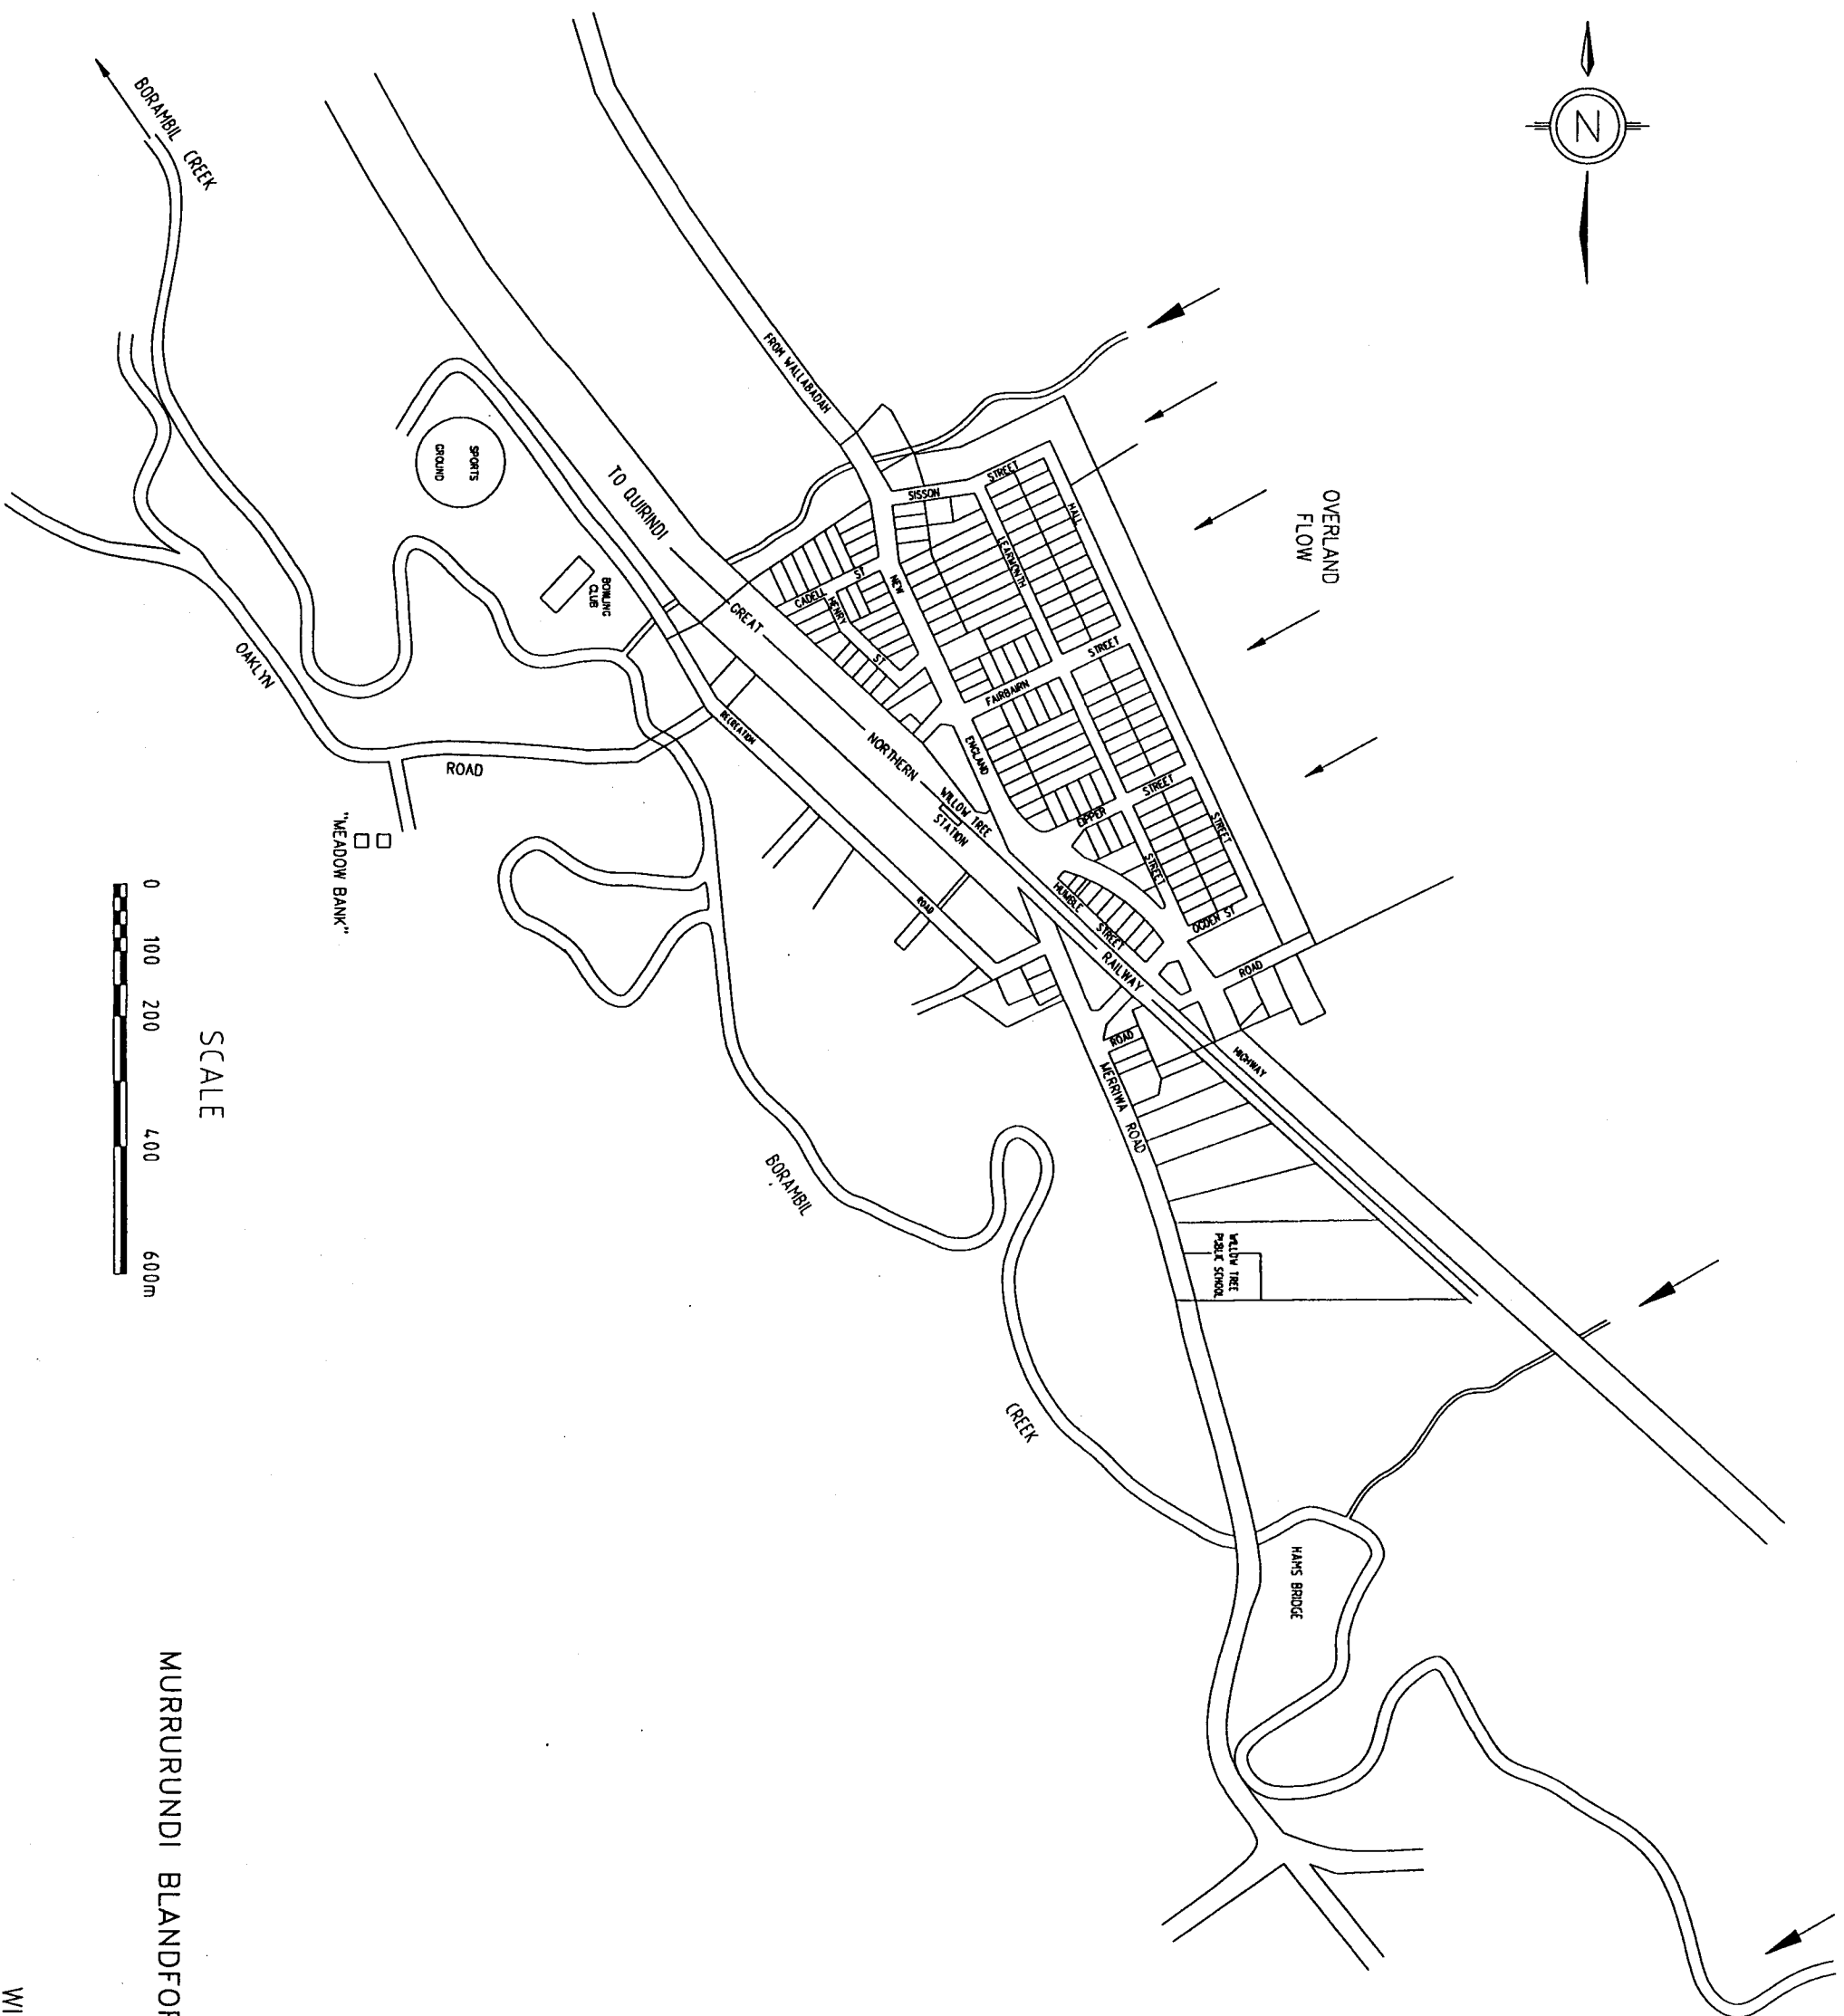 N
OVERLAND
FLOW
BORAMBIL CREEK
FROM WALLABADAH
SPORTS
GROUND
TO QUIRINDI
BOWLING
CLUB
OAKLYN
ROAD
"MEADOW BANK"
SISSON
STREET
HALL
STREET
LEARMONTH
STREET
NEW
ENGLAND
HIGHWAY
CADELL
ST
HENRY
ST
FAIRBAIRN
STREET
EIPPER
STREET
OGDEN ST
ROAD
GREAT
NORTHERN
RAILWAY
WILLOW TREE
STATION
HUMBLE
STREET
RECREATION
ROAD
ROAD
MERRIWA ROAD
WILLOW TREE
PUBLIC SCHOOL
BORAMBIL
CREEK
HAMS BRIDGE
0 100 200 400 600m
SCALE
MURRURUNDI BLANDFOR
WI